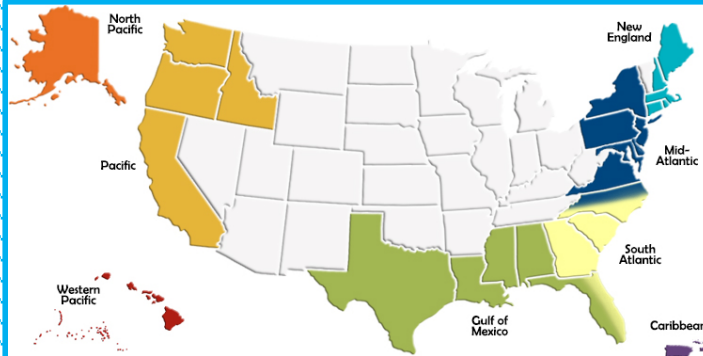 North
Pacific
New
England
Pacific
Mid-
Atlantic
South
Atlantic
Western
Pacific
Gulf of
Mexico
Caribbean